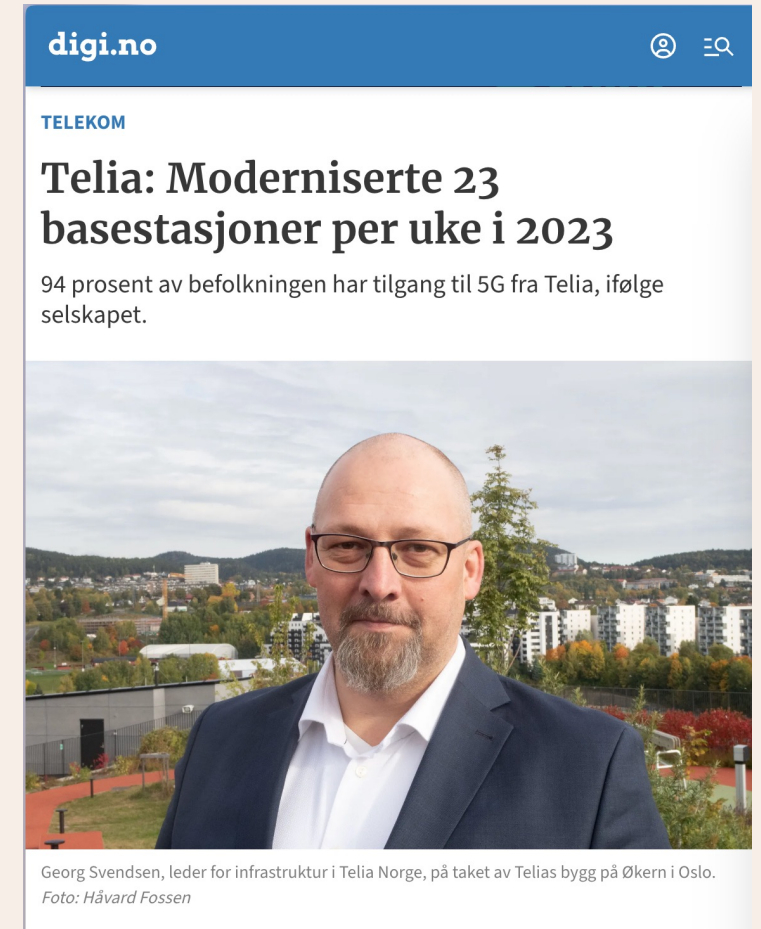 digi.no
TELEKOM
Telia: Moderniserte 23
basestasjoner per uke i 2023
94 prosent av befolkningen har tilgang til 5G fra Telia, ifølge
selskapet.
Georg Svendsen, leder for infrastruktur i Telia Norge, på taket av Telias bygg på Økern i Oslo.
Foto: Håvard Fossen